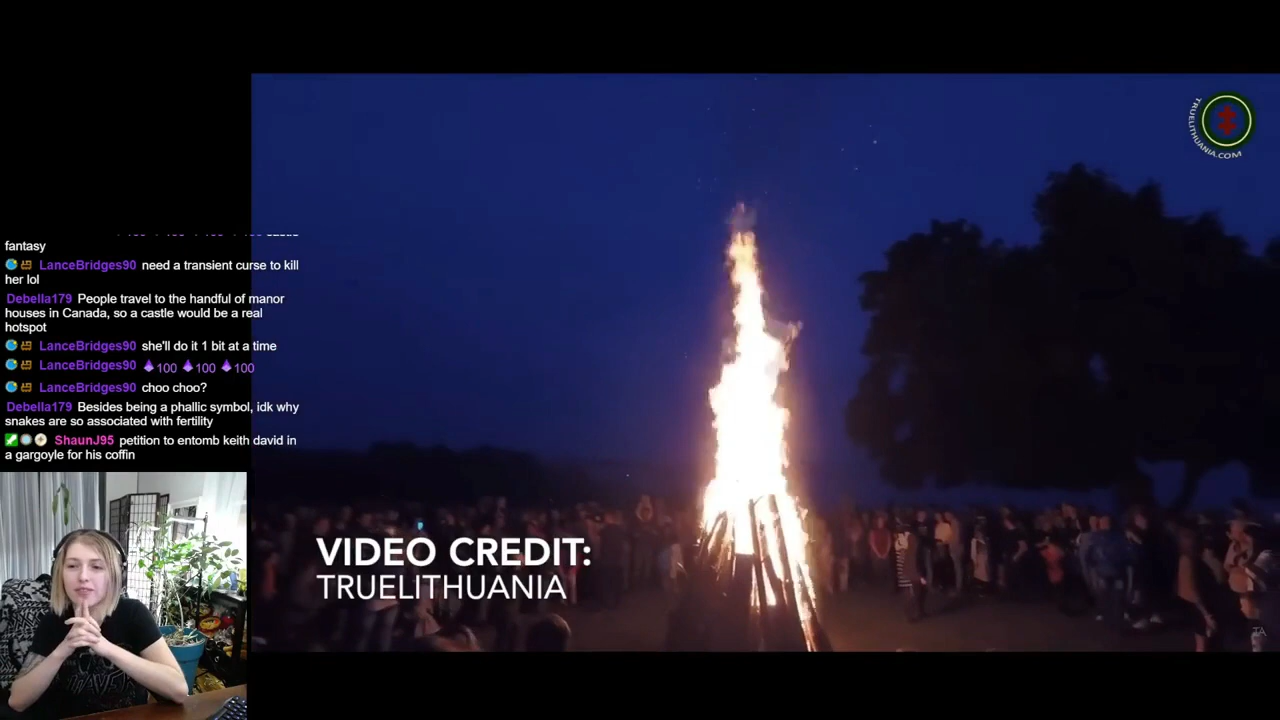 fantasy
LanceBridges90 need a transient curse to kill
her lol
Debella179 People travel to the handful of manor
houses in Canada, so a castle would be a real
hotspot
LanceBridges90 she'll do it 1 bit at a time
LanceBridges90 100 100 100
LanceBridges90 choo choo?
Debella179 Besides being a phallic symbol, idk why
snakes are so associated with fertility
ShaunJ95 petition to entomb keith david in
a gargoyle for his coffin
TRUELITHUANIA.COM
VIDEO CREDIT:
TRUELITHUANIA